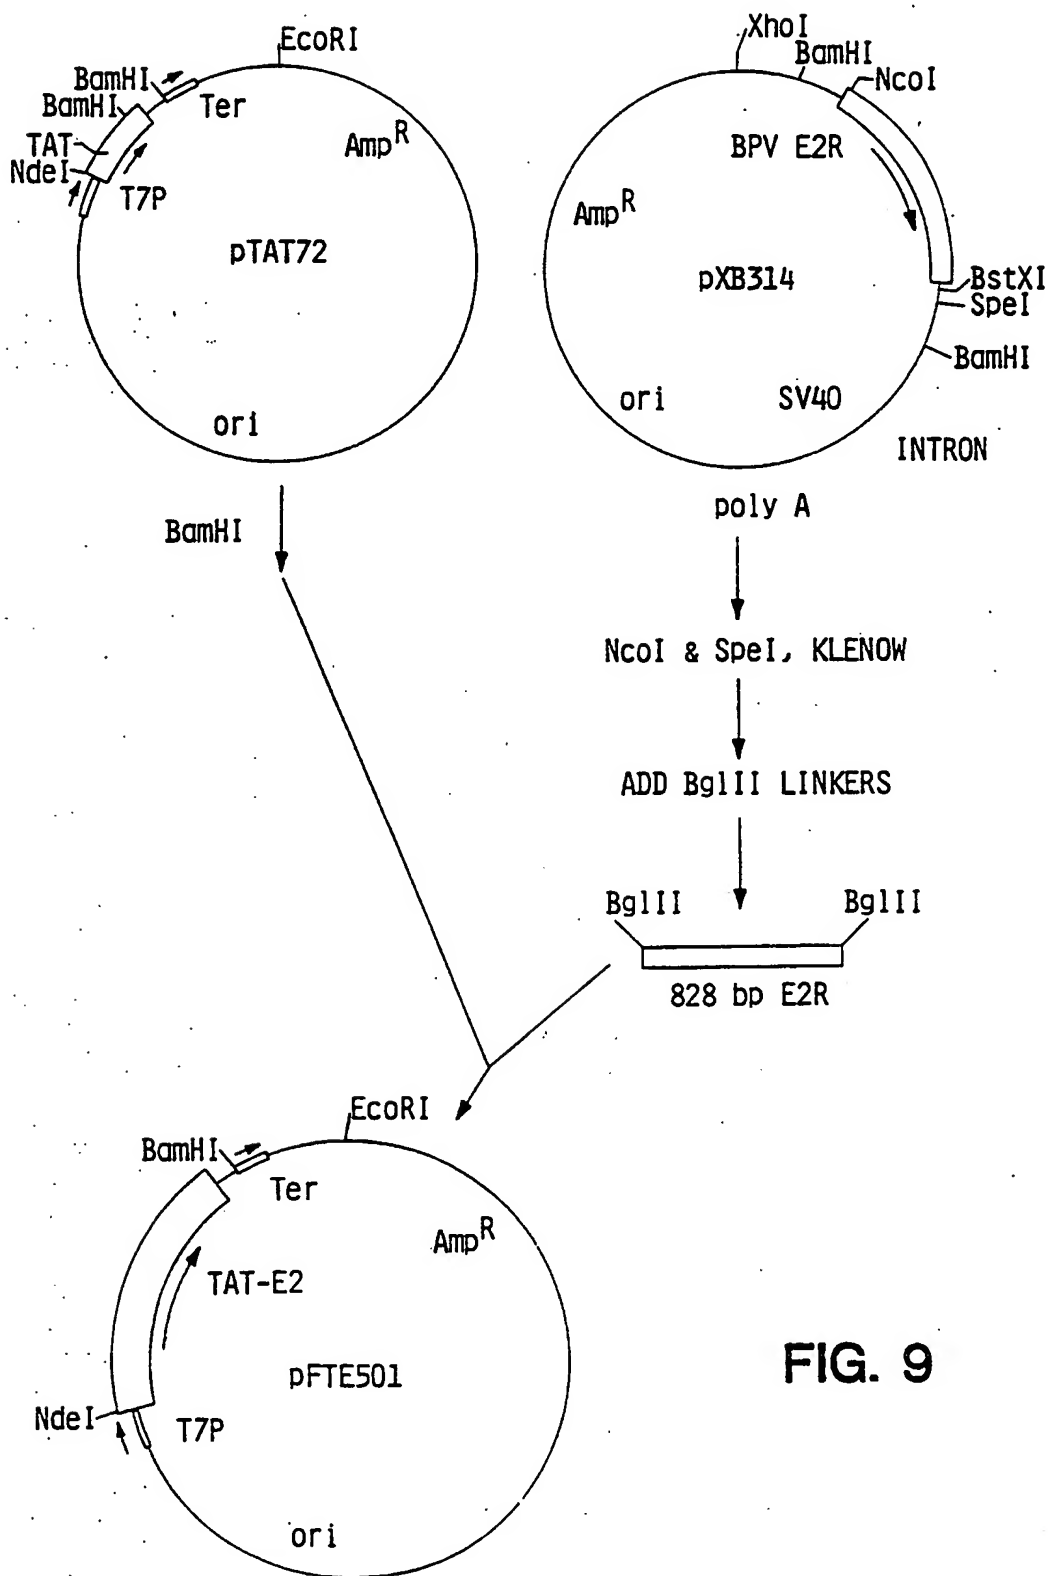 EcoRI
BamHI
BamHI
Ter
TAT
NdeI
T7P
AmpR
pTAT72
ori
XhoI
BamHI
NcoI
BPV E2R
AmpR
pXB314
BstXI
SpeI
BamHI
ori
SV40
INTRON
poly A
BamHI
NcoI & SpeI, KLENOW
ADD BglII LINKERS
BglII
BglII
828 bp E2R
EcoRI
BamHI
Ter
AmpR
TAT-E2
pFTE501
NdeI
T7P
ori
FIG. 9